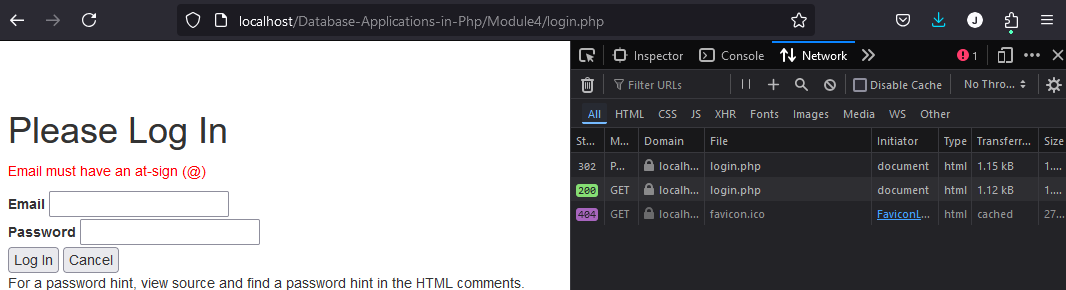 localhost/Database-Applications-in-Php/Module4/login.php
J
Please Log In
Email must have an at-sign (@)
Email
Password
Log In Cancel
For a password hint, view source and find a password hint in the HTML comments.
Inspector Console Network 1
Filter URLs Disable Cache No Thro...
All HTML CSS JS XHR Fonts Images Media WS Other
St... M... Domain File Initiator Type Transferr... Size
302 P... localh... login.php document html 1.15 kB 1....
200 GET localh... login.php document html 1.12 kB 1....
404 GET localh... favicon.ico FaviconL... html cached 27...